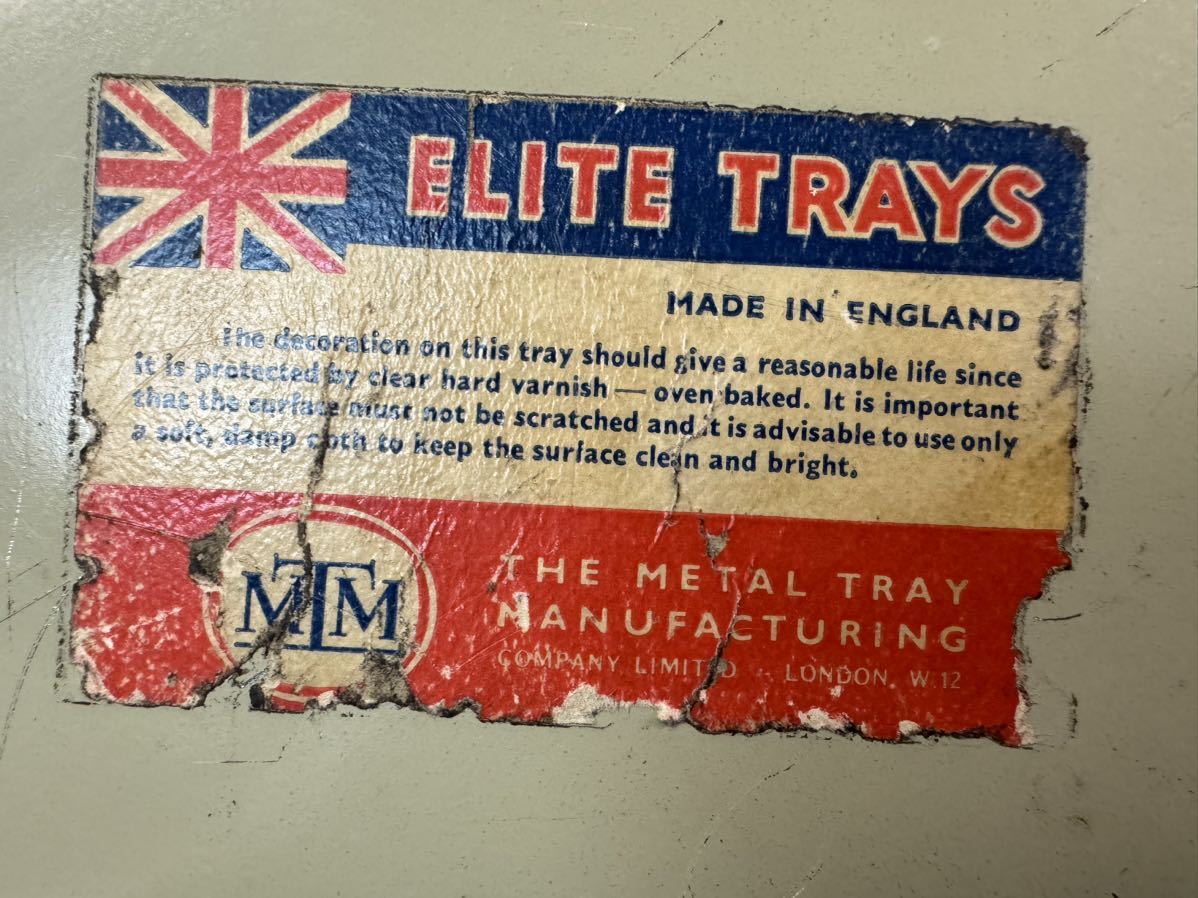 ELITE TRAYS
MADE IN ENGLAND
The decoration on this tray should give a reasonable life since
it is protected by clear hard varnish — oven baked. It is important
that the surface must not be scratched and it is advisable to use only
a soft, damp cloth to keep the surface clean and bright.
MTM
THE METAL TRAY
MANUFACTURING
COMPANY LIMITED - LONDON, W.12